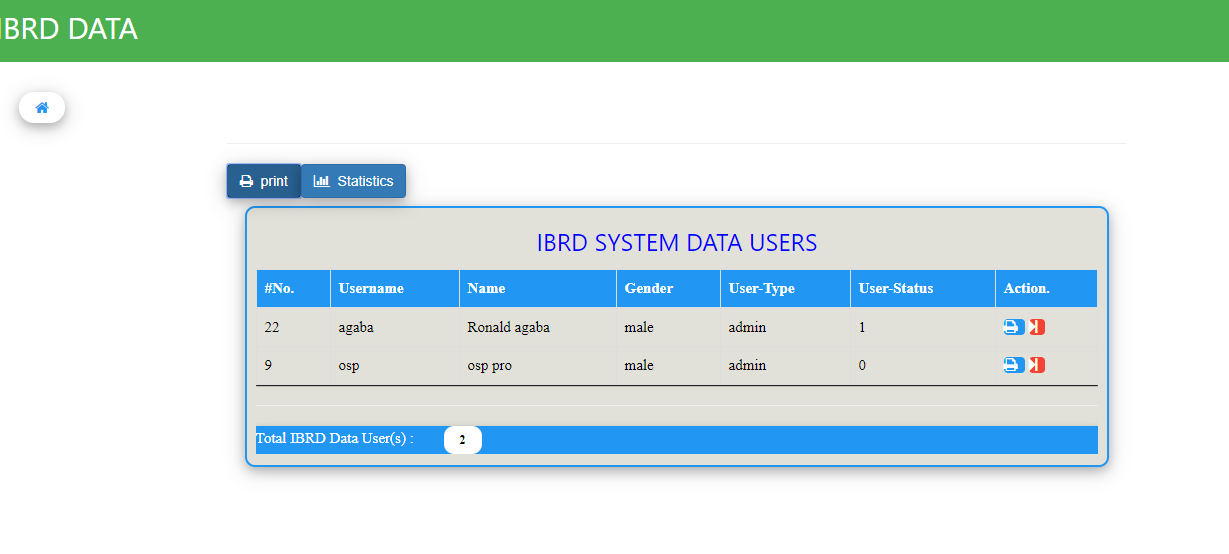 IBRD DATA
print Statistics
IBRD SYSTEM DATA USERS
#No. Username Name Gender User-Type User-Status Action.
22 agaba Ronald agaba male admin 1
9 osp osp pro male admin 0
Total IBRD Data User(s) : 2